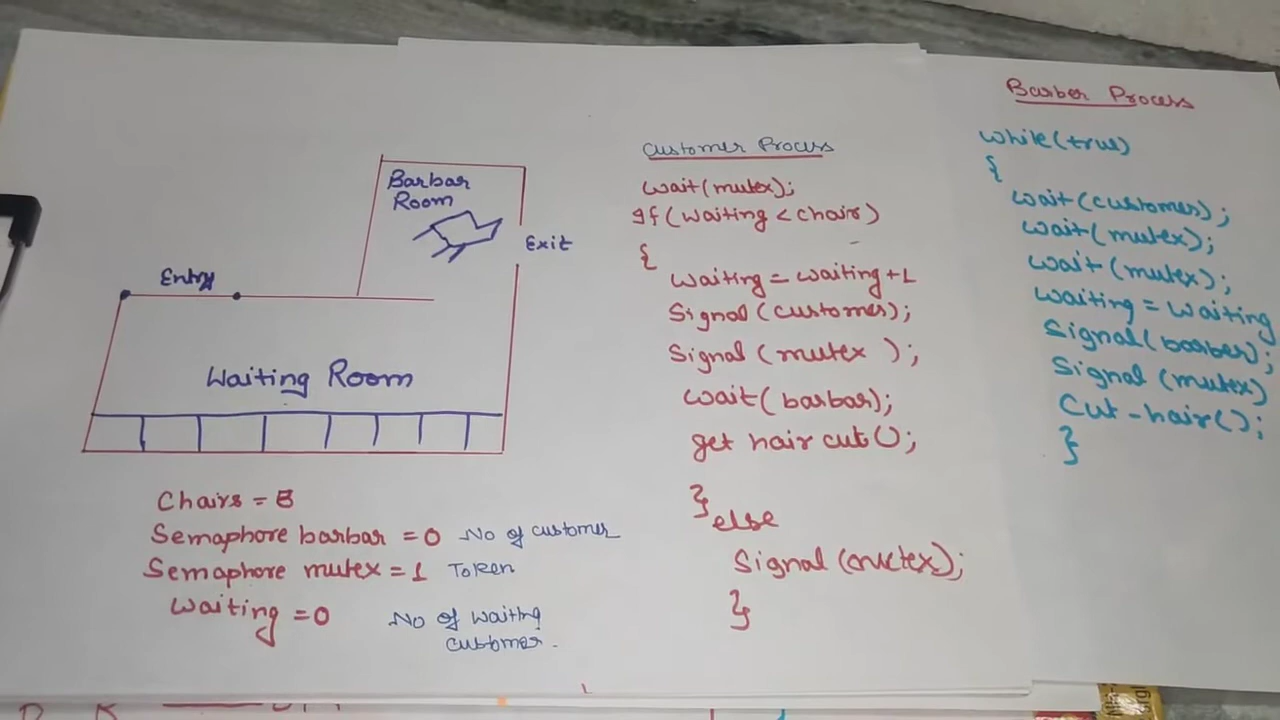 Barbar
Room
Exit
Entry
Waiting Room
Chairs = 8
Semaphore barbar = 0 No of customer
Semaphore mutex = 1 Token
Waiting = 0 No of waiting
customer.
Customer Process
wait(mutex);
If(waiting < chair)
{
Waiting = waiting + 1
Signal(customer);
Signal (mutex );
Wait(barbar);
get hair cut();
}
else
Signal(mutex);
}
Barber Process
While(true)
{
Wait(customer);
Wait(mutex);
Wait(mutex);
Waiting = Waiting
Signal(barber);
Signal (mutex)
Cut-hair();
}